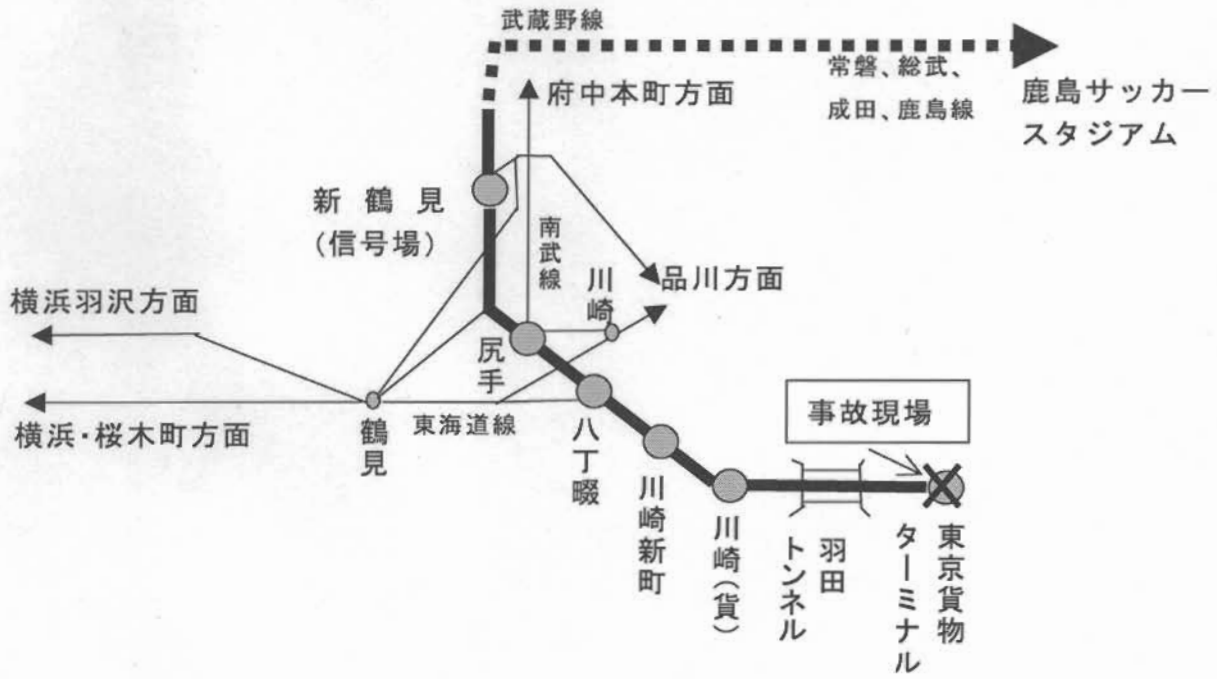 武蔵野線
常磐、総武、
成田、鹿島線
鹿島サッカー
スタジアム
府中本町方面
新鶴見
(信号場)
南武線
川崎
品川方面
横浜羽沢方面
尻手
横浜・桜木町方面
鶴見
東海道線
八丁畷
事故現場
川崎新町
川崎(貨)
羽田
トンネル
東京貨物
ターミナル